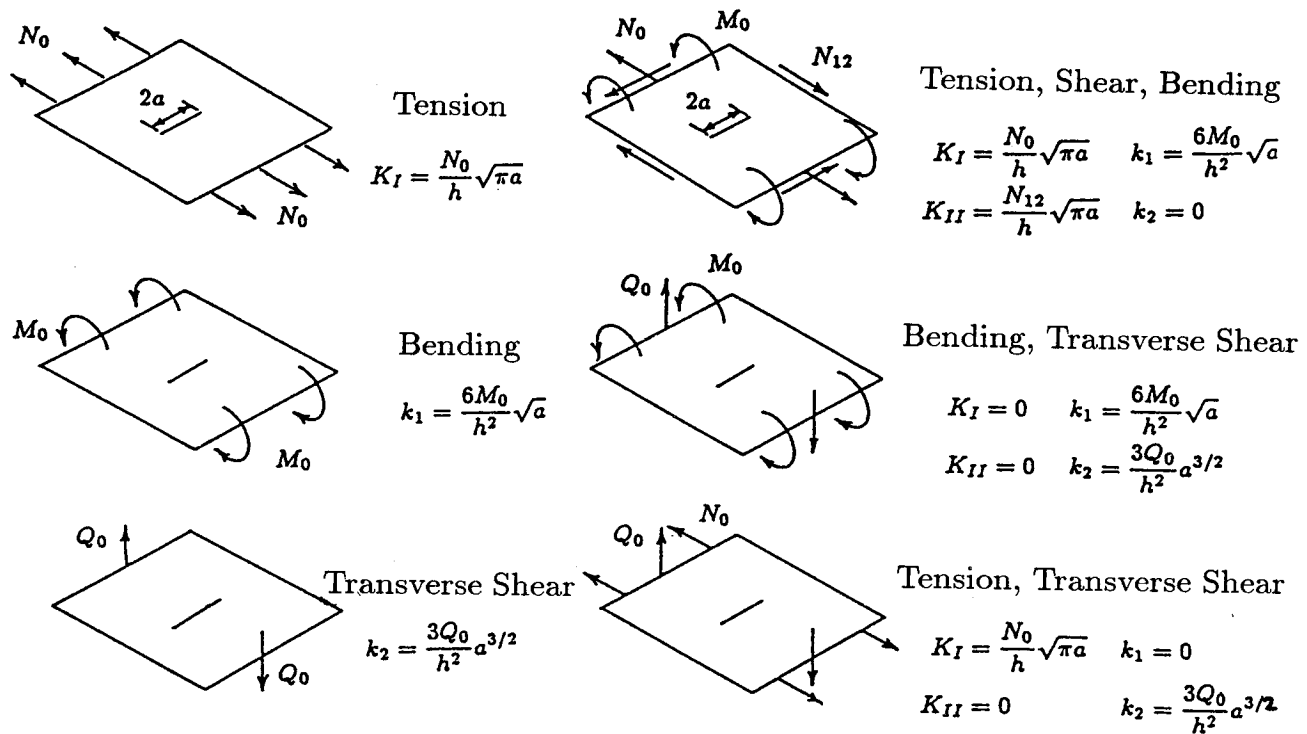 N₀
2a
N₀
Tension
K_I = N₀/h √πa
N₀
M₀
N₁₂
2a
Tension, Shear, Bending
K_I = N₀/h √πa k₁ = 6M₀/h² √a
K_II = N₁₂/h √πa k₂ = 0
M₀
M₀
Bending
k₁ = 6M₀/h² √a
Q₀
M₀
Bending, Transverse Shear
K_I = 0 k₁ = 6M₀/h² √a
K_II = 0 k₂ = 3Q₀/h² a^3/2
Q₀
Q₀
Transverse Shear
k₂ = 3Q₀/h² a^3/2
Q₀
N₀
Tension, Transverse Shear
K_I = N₀/h √πa k₁ = 0
K_II = 0 k₂ = 3Q₀/h² a^3/2